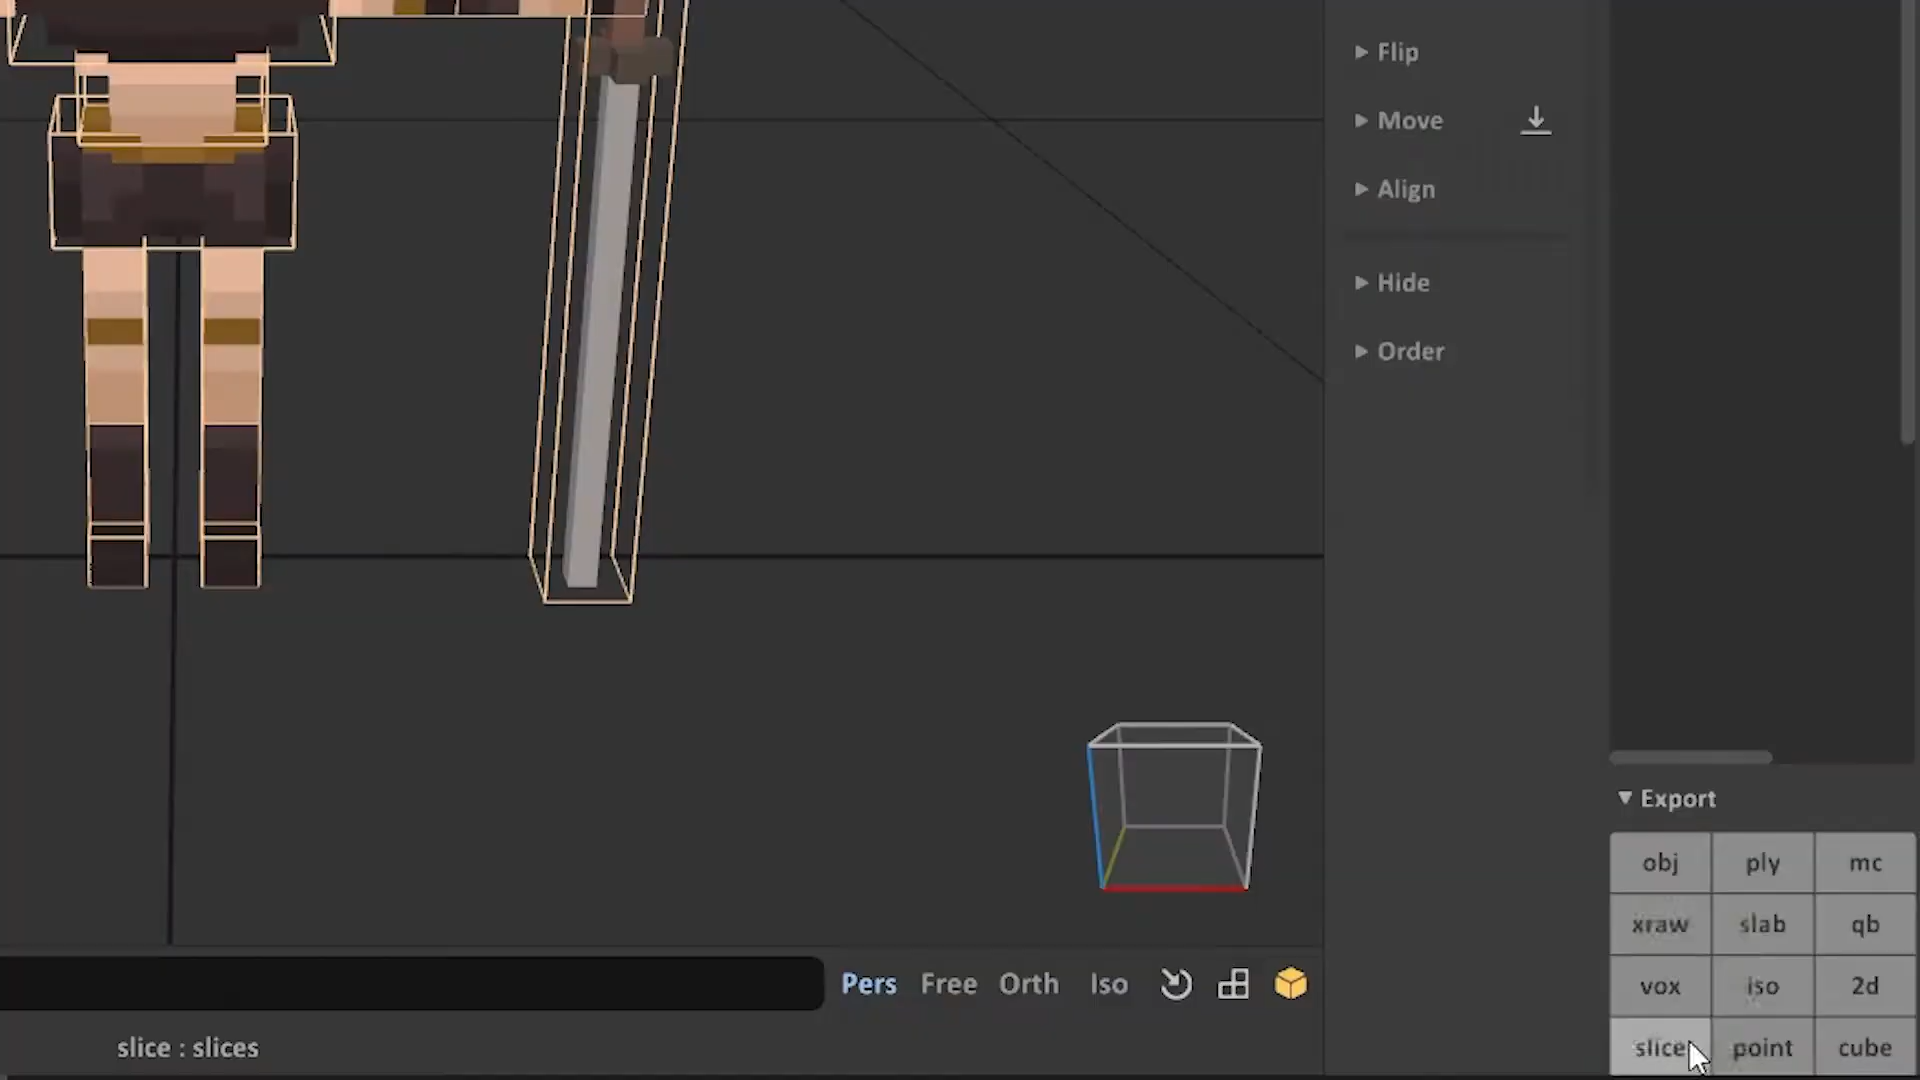 Flip
Move
Align
Hide
Order
Export
obj ply mc
xraw slab qb
vox iso 2d
slice point cube
Pers Free Orth Iso
slice : slices